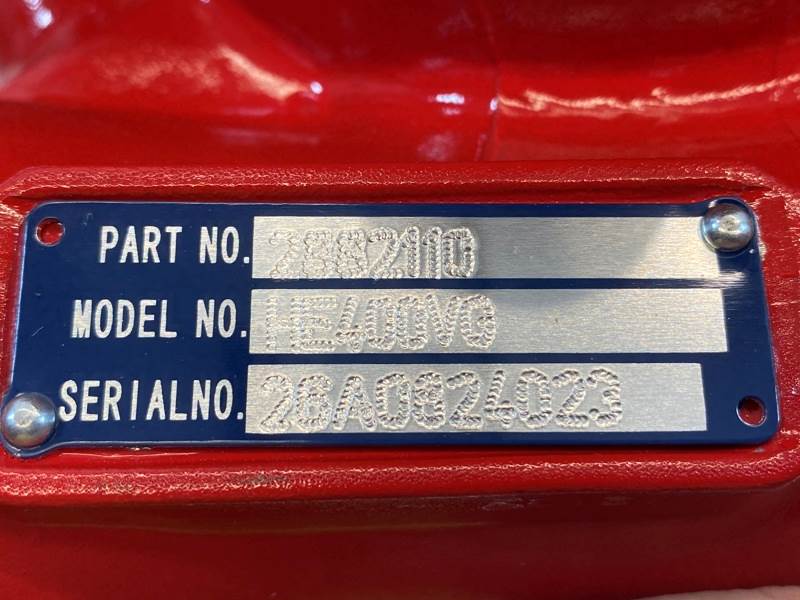 PART NO. 2882110
MODEL NO. HE400VG
SERIALNO. 26A0824023